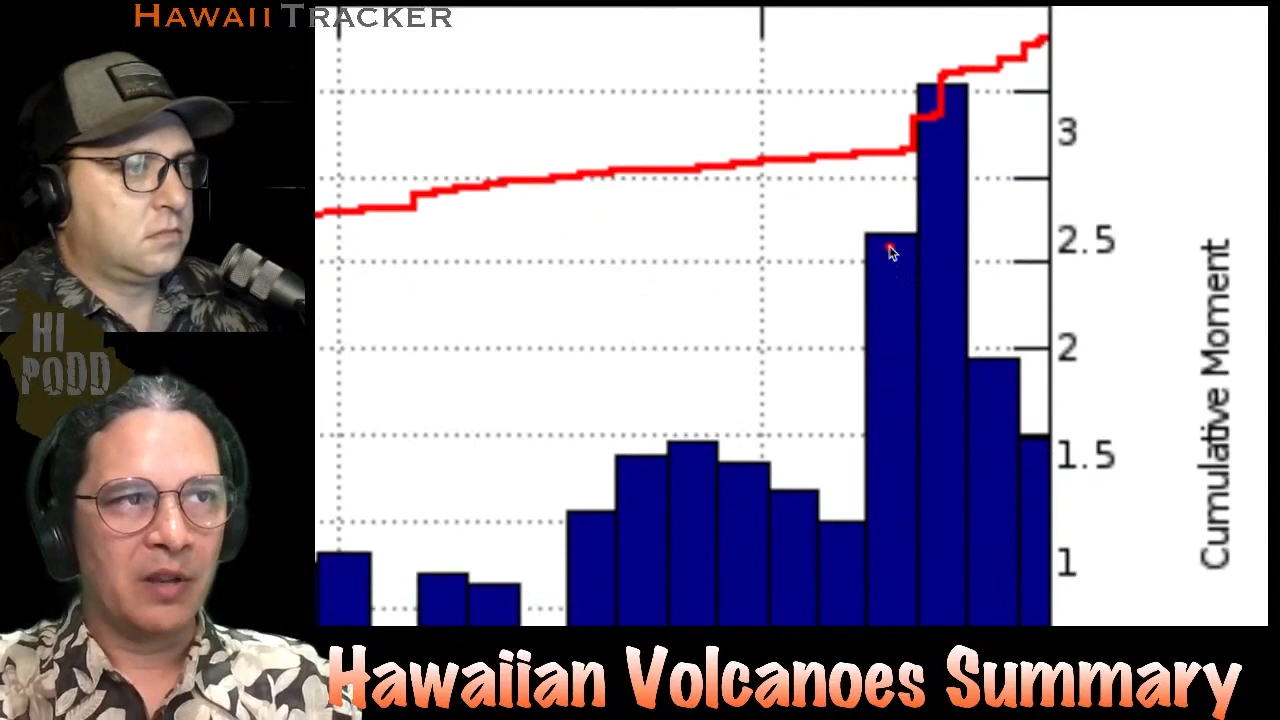 HAWAII TRACKER
HI
PODD
3
2.5
2
1.5
1
Cumulative Moment
Hawaiian Volcanoes Summary